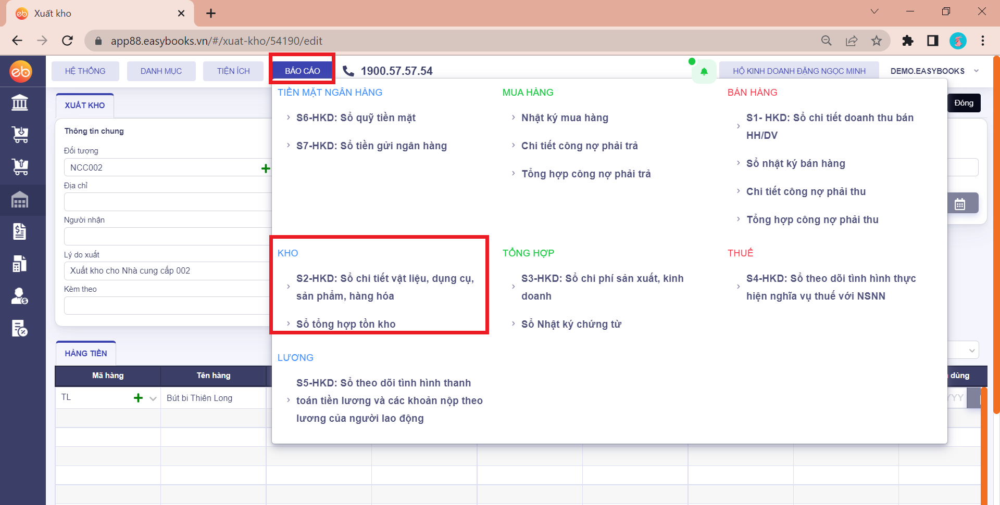 eb Xuất kho
app88.easybooks.vn/#/xuat-kho/54190/edit
eb
HỆ THỐNG
DANH MỤC
TIỆN ÍCH
BÁO CÁO
1900.57.57.54
HỘ KINH DOANH ĐẶNG NGỌC MINH
DEMO.EASYBOOKS
XUẤT KHO
Đóng
Thông tin chung
Đối tượng
NCC002
Địa chỉ
Người nhận
Lý do xuất
Xuất kho cho Nhà cung cấp 002
Kèm theo
TIỀN MẶT NGÂN HÀNG
S6-HKD: Sổ quỹ tiền mặt
S7-HKD: Sổ tiền gửi ngân hàng
MUA HÀNG
Nhật ký mua hàng
Chi tiết công nợ phải trả
Tổng hợp công nợ phải trả
BÁN HÀNG
S1- HKD: Sổ chi tiết doanh thu bán
HH/DV
Sổ nhật ký bán hàng
Chi tiết công nợ phải thu
Tổng hợp công nợ phải thu
KHO
S2-HKD: Sổ chi tiết vật liệu, dụng cụ,
sản phẩm, hàng hóa
Sổ tổng hợp tồn kho
TỔNG HỢP
S3-HKD: Sổ chi phí sản xuất, kinh
doanh
Sổ Nhật ký chứng từ
THUẾ
S4-HKD: Sổ theo dõi tình hình thực
hiện nghĩa vụ thuế với NSNN
LƯƠNG
S5-HKD: Sổ theo dõi tình hình thanh
toán tiền lương và các khoản nộp theo
lương của người lao động
HÀNG TIỀN
Mã hàng
Tên hàng
dùng
TL
Bút bi Thiên Long
YYY